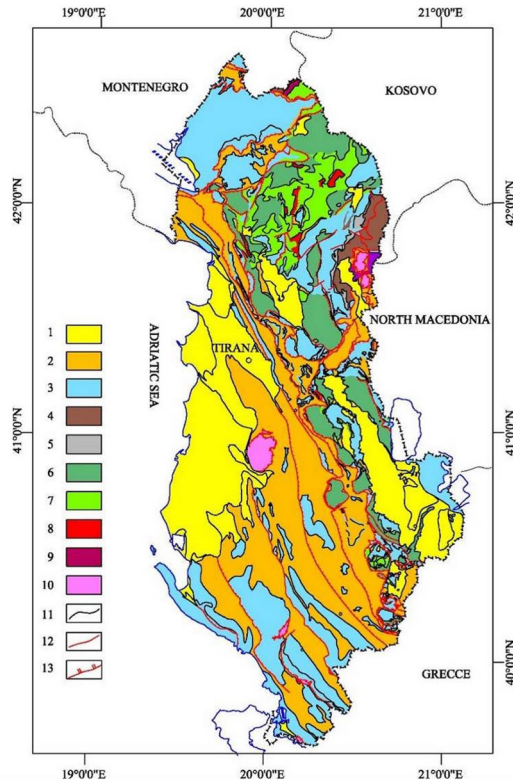 19°0'0"E 20°0'0"E 21°0'0"E
MONTENEGRO
KOSOVO
42°0'0"N
42°0'0"N
NORTH MACEDONIA
ADRIATIC SEA
TIRANA
1
2
3
4
5
6
7
8
9
10
11
12
13
41°0'0"N
41°0'0"N
40°0'0"N
GRECCE
19°0'0"E 20°0'0"E 21°0'0"E